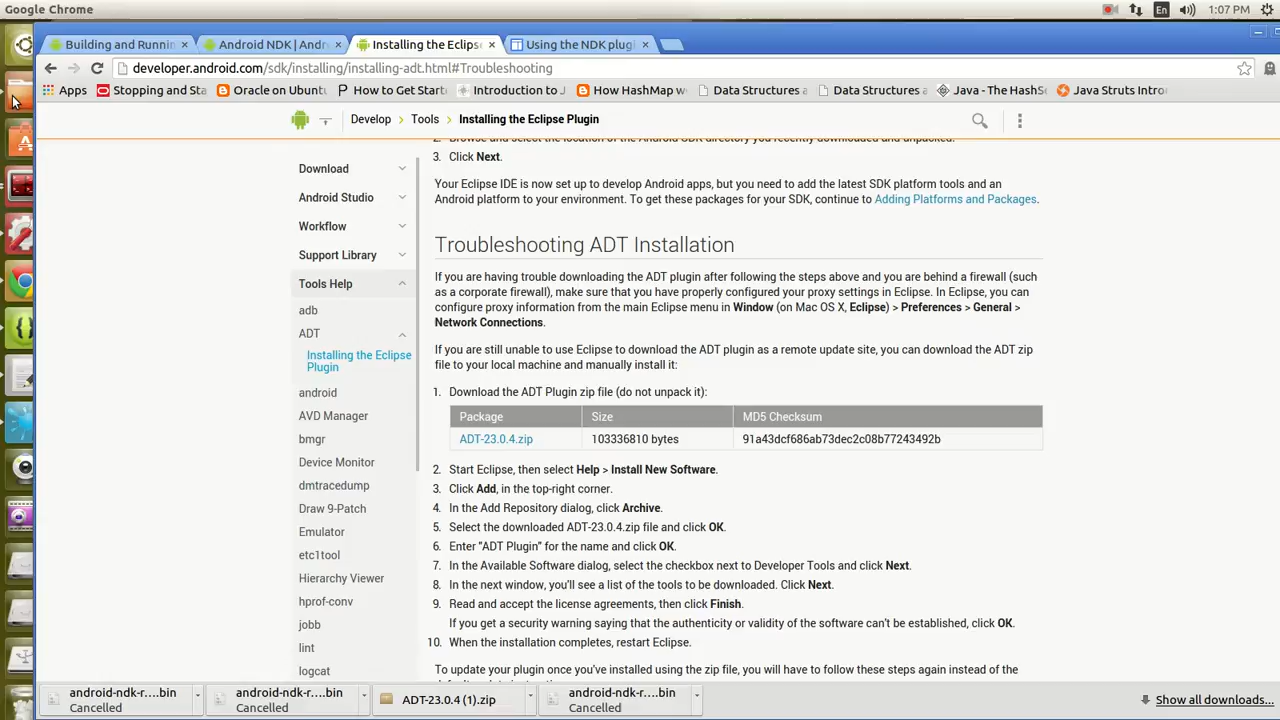 Google Chrome
En
1:07 PM
Building and Runnin
Android NDK | Andr
Installing the Eclips
Using the NDK plugi
developer.android.com/sdk/installing/installing-adt.html#Troubleshooting
Apps
Stopping and Sta
Oracle on Ubuntu
How to Get Start
Introduction to J
How HashMap w
Data Structures a
Data Structures a
Java - The HashS
Java Struts Intro
Develop
Tools
Installing the Eclipse Plugin
3. Click Next.
Your Eclipse IDE is now set up to develop Android apps, but you need to add the latest SDK platform tools and an
Android platform to your environment. To get these packages for your SDK, continue to Adding Platforms and Packages.
Troubleshooting ADT Installation
If you are having trouble downloading the ADT plugin after following the steps above and you are behind a firewall (such
as a corporate firewall), make sure that you have properly configured your proxy settings in Eclipse. In Eclipse, you can
configure proxy information from the main Eclipse menu in Window (on Mac OS X, Eclipse) > Preferences > General >
Network Connections.
If you are still unable to use Eclipse to download the ADT plugin as a remote update site, you can download the ADT zip
file to your local machine and manually install it:
1. Download the ADT Plugin zip file (do not unpack it):
Package Size MD5 Checksum
ADT-23.0.4.zip 103336810 bytes 91a43dcf686ab73dec2c08b77243492b
2. Start Eclipse, then select Help > Install New Software.
3. Click Add, in the top-right corner.
4. In the Add Repository dialog, click Archive.
5. Select the downloaded ADT-23.0.4.zip file and click OK.
6. Enter "ADT Plugin" for the name and click OK.
7. In the Available Software dialog, select the checkbox next to Developer Tools and click Next.
8. In the next window, you'll see a list of the tools to be downloaded. Click Next.
9. Read and accept the license agreements, then click Finish.
If you get a security warning saying that the authenticity or validity of the software can't be established, click OK.
10. When the installation completes, restart Eclipse.
To update your plugin once you've installed using the zip file, you will have to follow these steps again instead of the
Download
Android Studio
Workflow
Support Library
Tools Help
adb
ADT
Installing the Eclipse
Plugin
android
AVD Manager
bmgr
Device Monitor
dmtracedump
Draw 9-Patch
Emulator
etc1tool
Hierarchy Viewer
hprof-conv
jobb
lint
logcat
android-ndk-r....bin
Cancelled
android-ndk-r....bin
Cancelled
ADT-23.0.4 (1).zip
android-ndk-r....bin
Cancelled
Show all downloads...